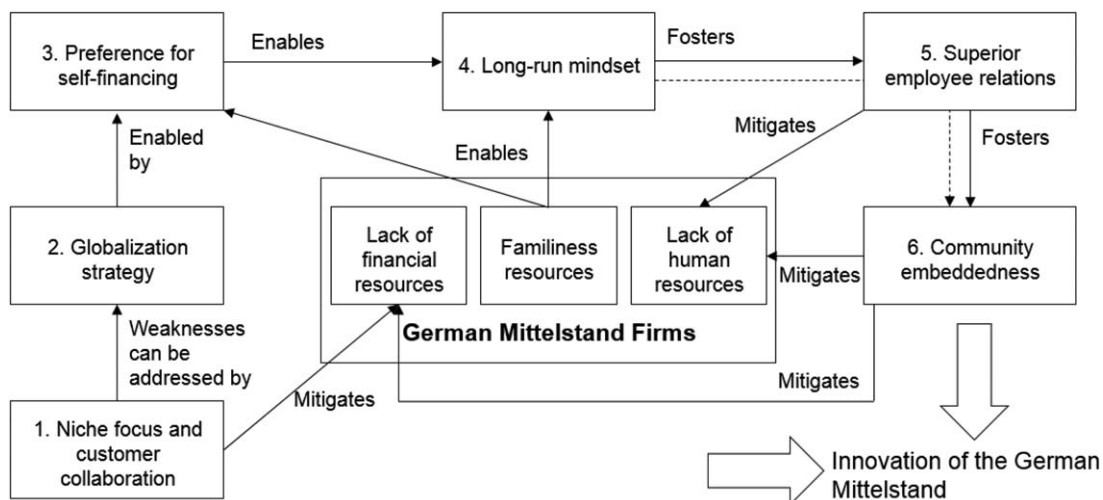 3. Preference for
self-financing
Enables
4. Long-run mindset
Fosters
5. Superior
employee relations
Enabled
by
Enables
Mitigates
Fosters
2. Globalization
strategy
Lack of
financial
resources
Familiness
resources
Lack of
human
resources
Mitigates
6. Community
embeddedness
German Mittelstand Firms
Weaknesses
can be
addressed by
Mitigates
Mitigates
1. Niche focus and
customer
collaboration
Innovation of the German
Mittelstand